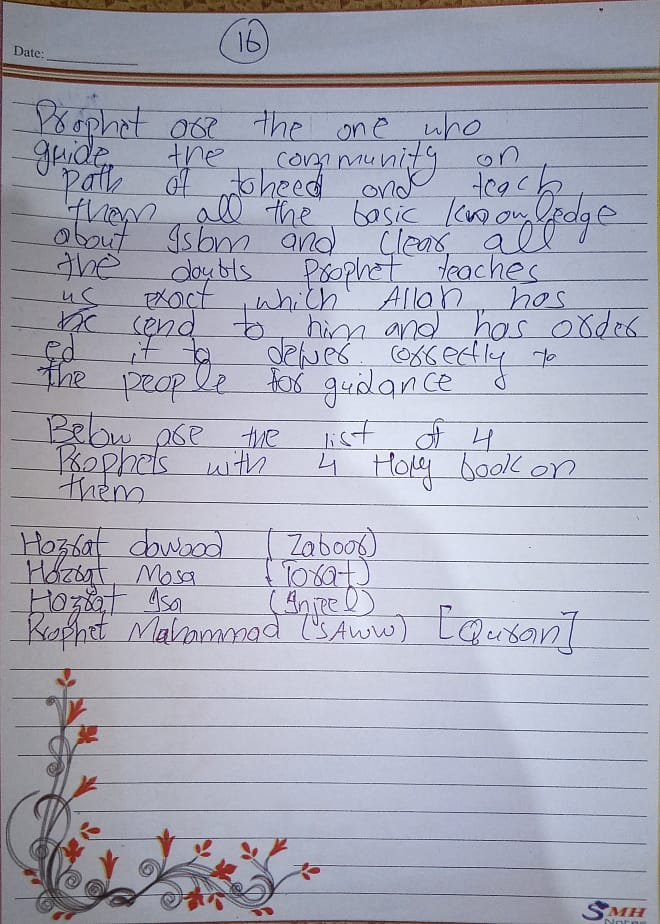 16
Date:
Prophet are the one who
guide the community on
path of toheed and teach
them all the basic knowledge
about Islam and clear all
the doubts Prophet teaches
us exact which Allah has
send to him and has order
ed it to deliver correctly to
the people for guidance
Below are the list of 4
Prophets with 4 Holy book on
them
Hazrat dawood (Zaboor)
Hazrat Mosa (Torat)
Hazrat Isa (Injeel)
Prophet Mahammad (SAWW) [Quran]
SMH
Notes